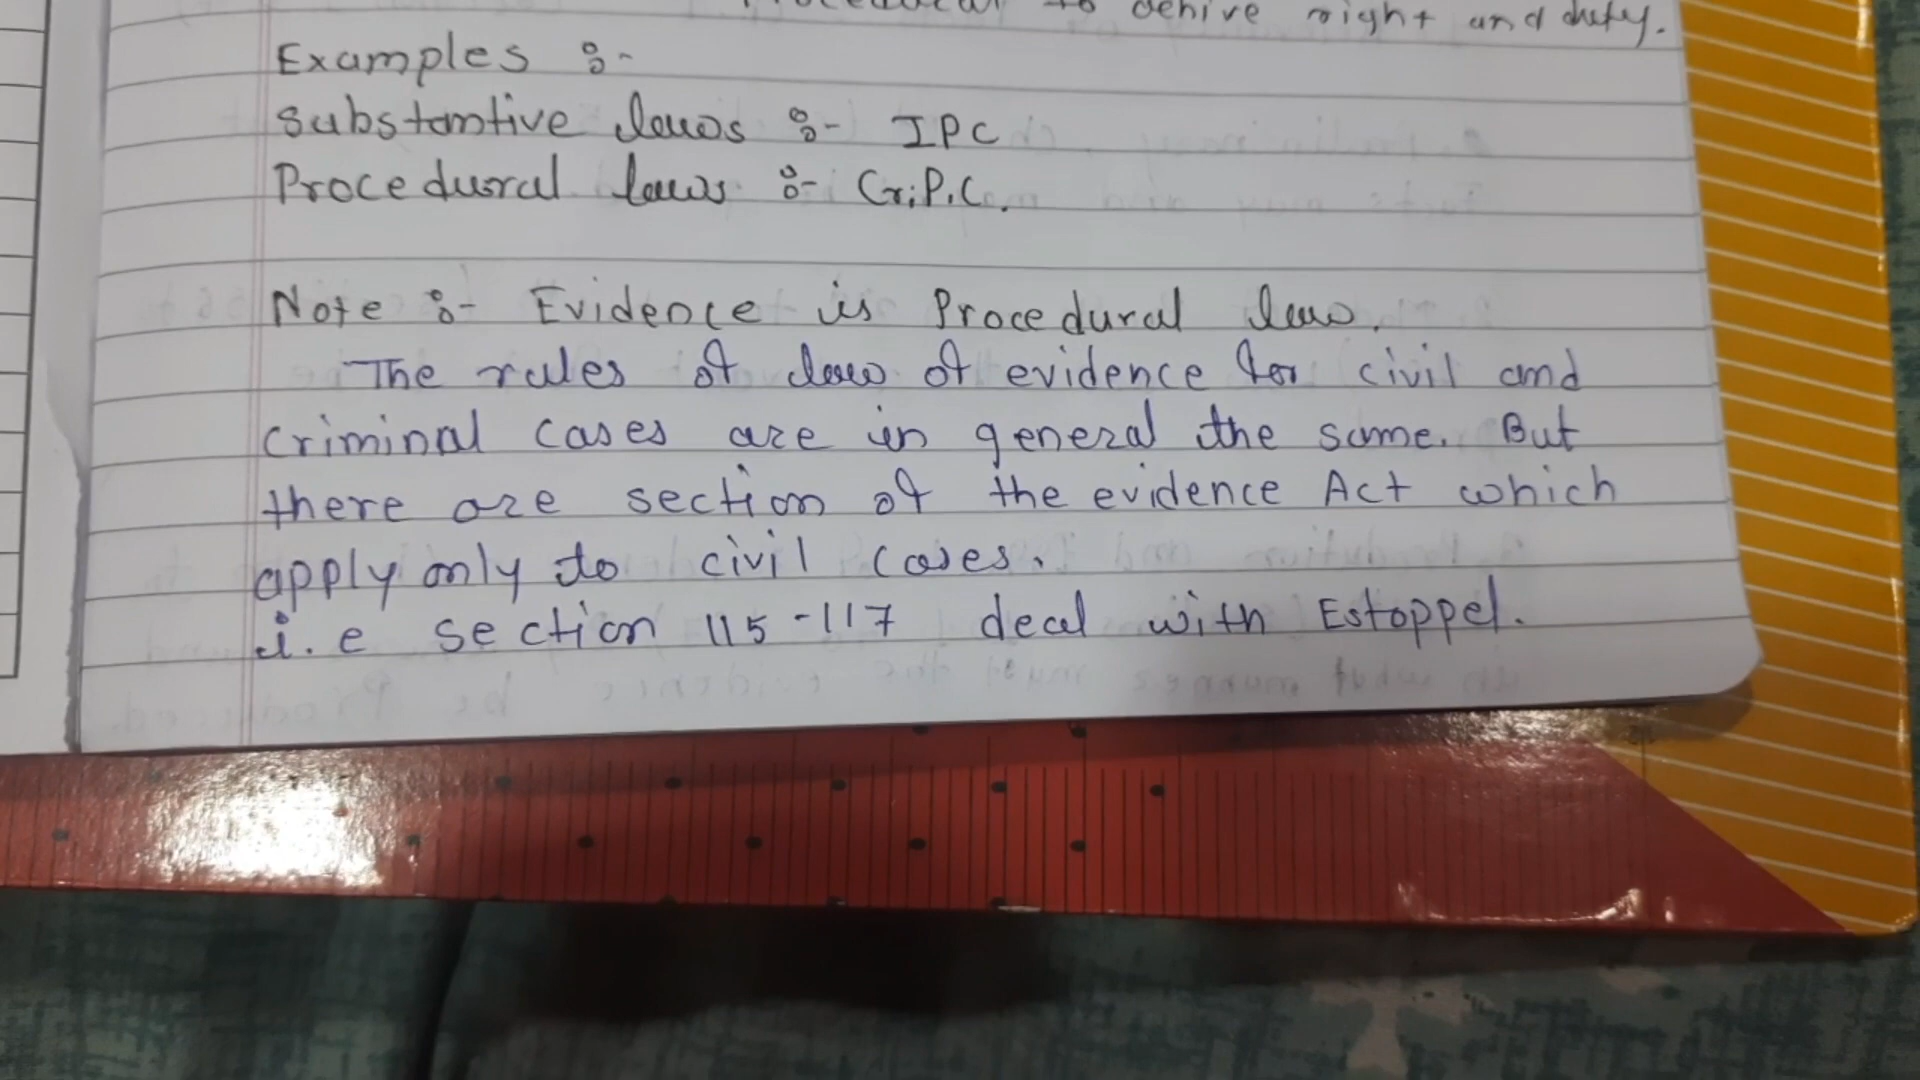 to derive right and duty.
Examples :-
Substantive laws :- IPC
Procedural laws :- Cr.P.C.
Note :- Evidence is Procedural law.
The rules of law of evidence for civil and
criminal cases are in general the same. But
there are section of the evidence Act which
apply only to civil cases.
i.e section 115-117 deal with Estoppel.